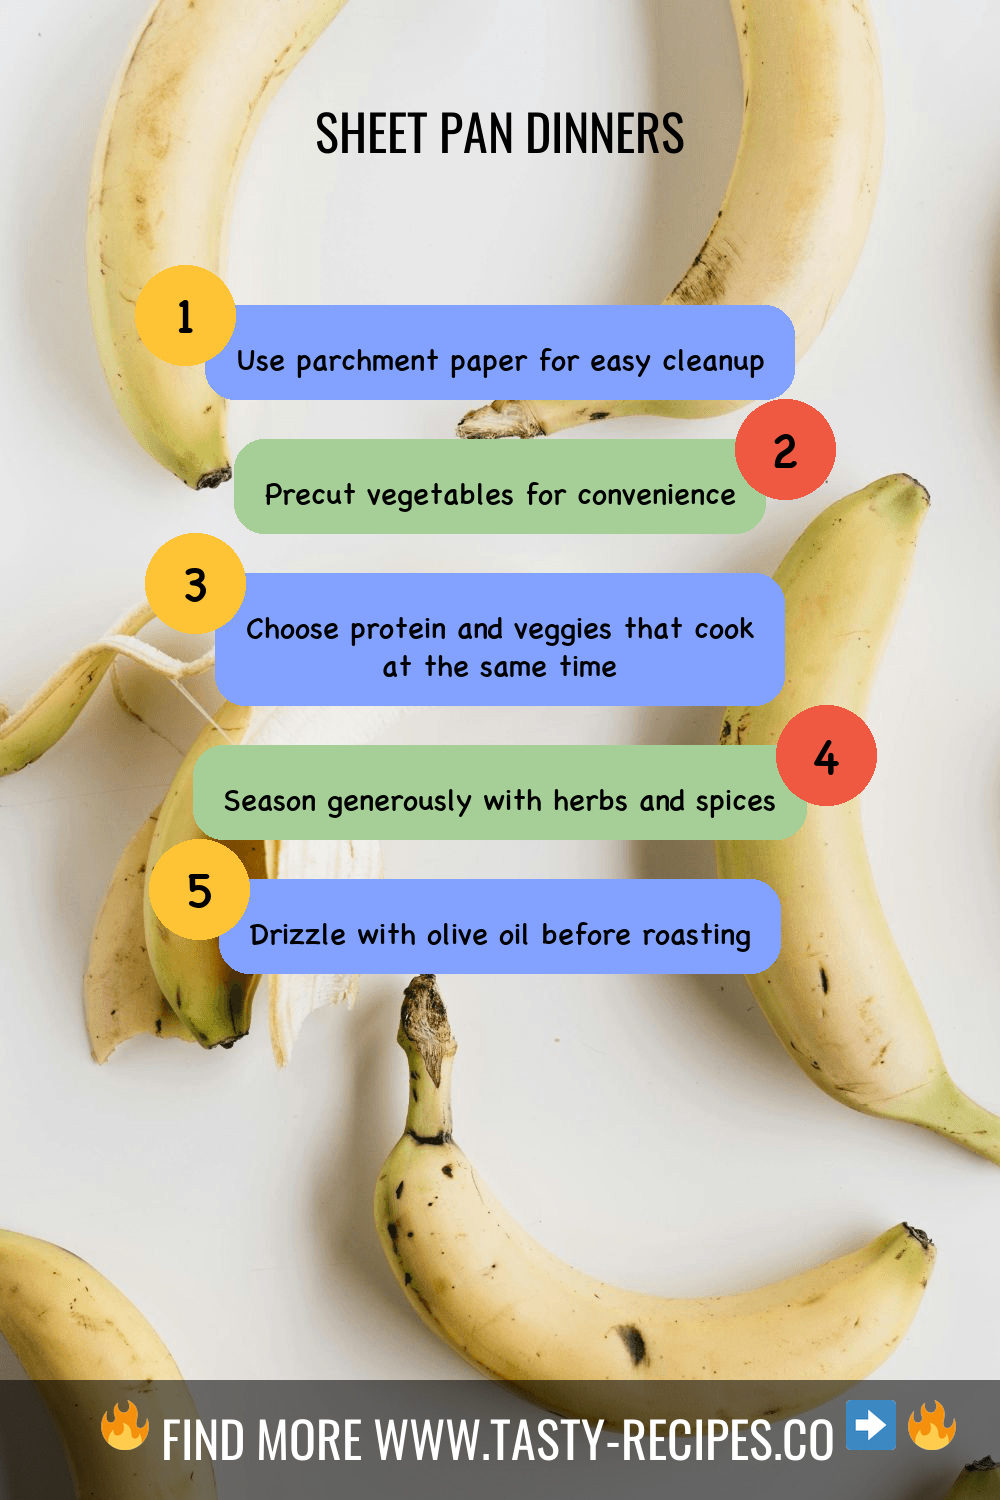 SHEET PAN DINNERS
1
Use parchment paper for easy cleanup
2
Precut vegetables for convenience
3
Choose protein and veggies that cook
at the same time
4
Season generously with herbs and spices
5
Drizzle with olive oil before roasting
FIND MORE WWW.TASTY-RECIPES.CO